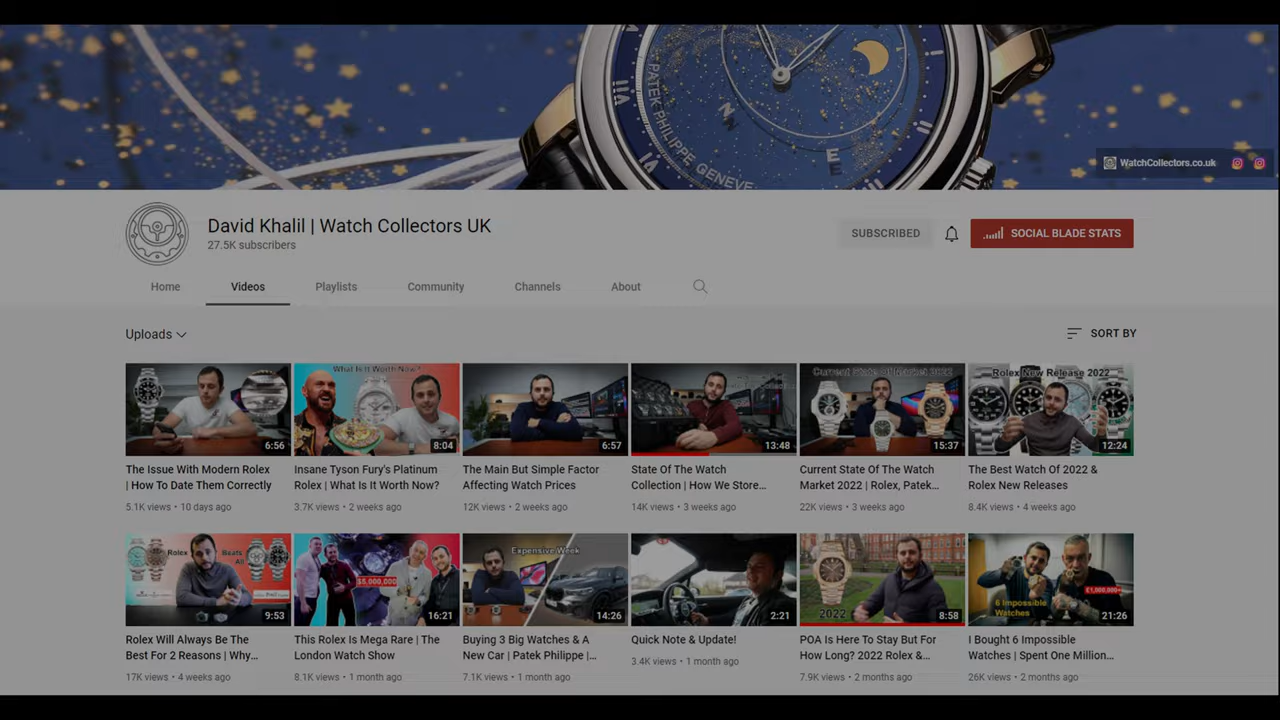 PATEK PHILIPPE
GENEVE
N
E
WatchCollectors.co.uk
David Khalil | Watch Collectors UK
27.5K subscribers
SUBSCRIBED
SOCIAL BLADE STATS
Home Videos Playlists Community Channels About
Uploads
SORT BY
What Is It Worth Now?
Current State Of Market 2022
Rolex New Release 2022
6:56 8:04 6:57 13:48 15:37 12:24
The Issue With Modern Rolex
| How To Date Them Correctly
5.1K views • 10 days ago
Insane Tyson Fury's Platinum
Rolex | What Is It Worth Now?
3.7K views • 2 weeks ago
The Main But Simple Factor
Affecting Watch Prices
12K views • 2 weeks ago
State Of The Watch
Collection | How We Store...
14K views • 3 weeks ago
Current State Of The Watch
Market 2022 | Rolex, Patek...
22K views • 3 weeks ago
The Best Watch Of 2022 &
Rolex New Releases
8.4K views • 4 weeks ago
Rolex Beats
All
$5,000,000
Expensive Week
2022
6 Impossible
Watches
£1,000,000+
9:53 16:21 14:26 2:21 8:58 21:26
Rolex Will Always Be The
Best For 2 Reasons | Why...
17K views • 4 weeks ago
This Rolex Is Mega Rare | The
London Watch Show
8.1K views • 1 month ago
Buying 3 Big Watches & A
New Car | Patek Philippe |...
7.1K views • 1 month ago
Quick Note & Update!
3.4K views • 1 month ago
POA Is Here To Stay But For
How Long? 2022 Rolex &...
7.9K views • 2 months ago
I Bought 6 Impossible
Watches | Spent One Million...
26K views • 2 months ago